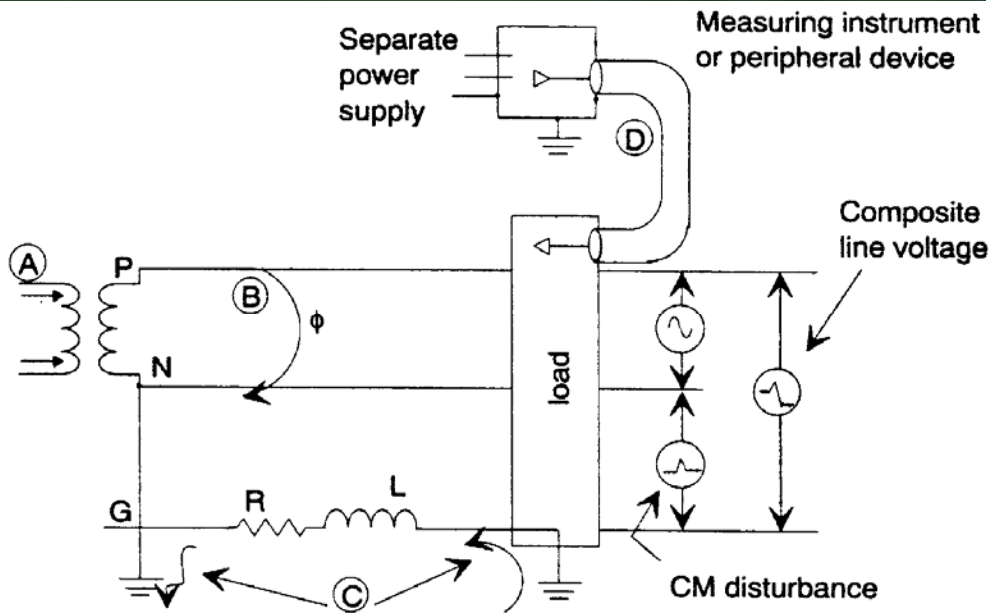 Separate
power
supply
Measuring instrument
or peripheral device
D
Composite
line voltage
A
P
B
ϕ
N
load
G
R
L
C
CM disturbance